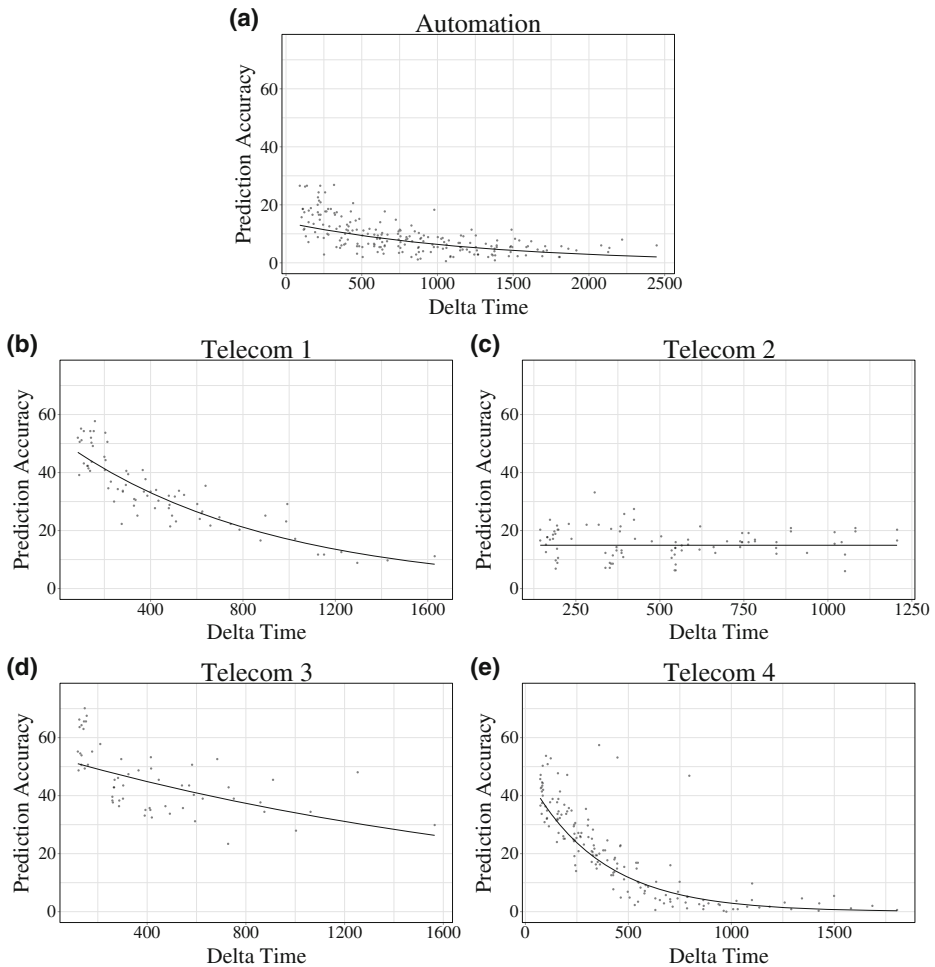 (a)
Automation
Prediction Accuracy
60
40
20
0
0 500 1000 1500 2000 2500
Delta Time
(b)
Telecom 1
Prediction Accuracy
60
40
20
0
400 800 1200 1600
Delta Time
(c)
Telecom 2
Prediction Accuracy
60
40
20
0
250 500 750 1000 1250
Delta Time
(d)
Telecom 3
Prediction Accuracy
60
40
20
0
400 800 1200 1600
Delta Time
(e)
Telecom 4
Prediction Accuracy
60
40
20
0
0 500 1000 1500
Delta Time